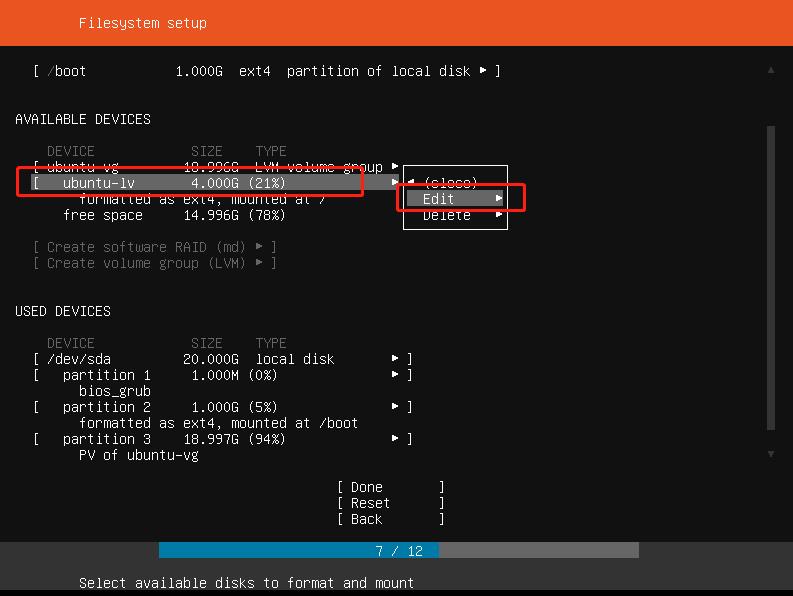 Filesystem setup
[ /boot 1.000G ext4 partition of local disk ▸ ]
AVAILABLE DEVICES
DEVICE SIZE TYPE
[ ubuntu-vg 18.996G LVM volume group ▸
[ ubuntu-lv 4.000G (21%) ▸ ◂ (close)
formatted as ext4, mounted at / Edit ▸
free space 14.996G (78%) Delete ▸
[ Create software RAID (md) ▸ ]
[ Create volume group (LVM) ▸ ]
USED DEVICES
DEVICE SIZE TYPE
[ /dev/sda 20.000G local disk ▸ ]
[ partition 1 1.000M (0%) ▸ ]
bios_grub
[ partition 2 1.000G (5%) ▸ ]
formatted as ext4, mounted at /boot
[ partition 3 18.997G (94%) ▸ ]
PV of ubuntu-vg
[ Done ]
[ Reset ]
[ Back ]
7 / 12
Select available disks to format and mount